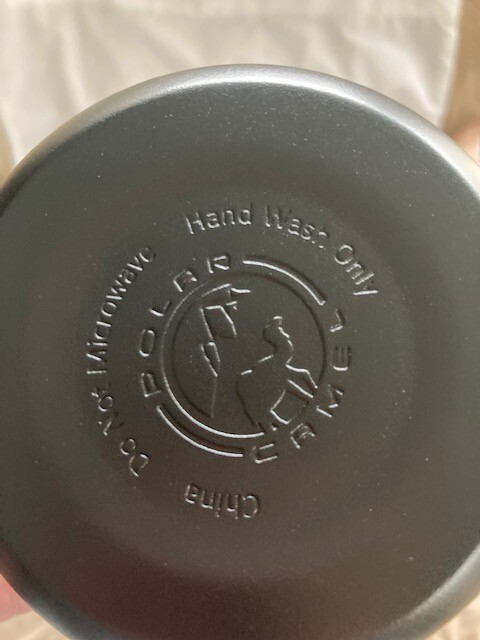 Hand Wash Only
Do Not Microwave
POLAR
CAMEL
China